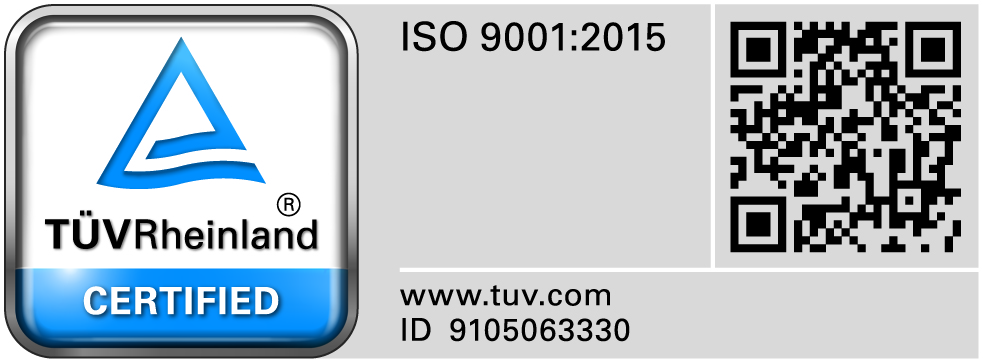 TÜVRheinland®
CERTIFIED
ISO 9001:2015
www.tuv.com
ID 9105063330